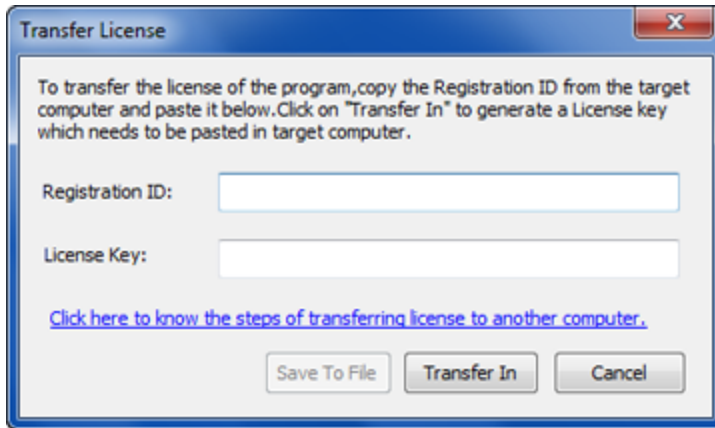 Transfer License
To transfer the license of the program,copy the Registration ID from the target
computer and paste it below.Click on "Transfer In" to generate a License key
which needs to be pasted in target computer.
Registration ID:
License Key:
Click here to know the steps of transferring license to another computer.
Save To File Transfer In Cancel